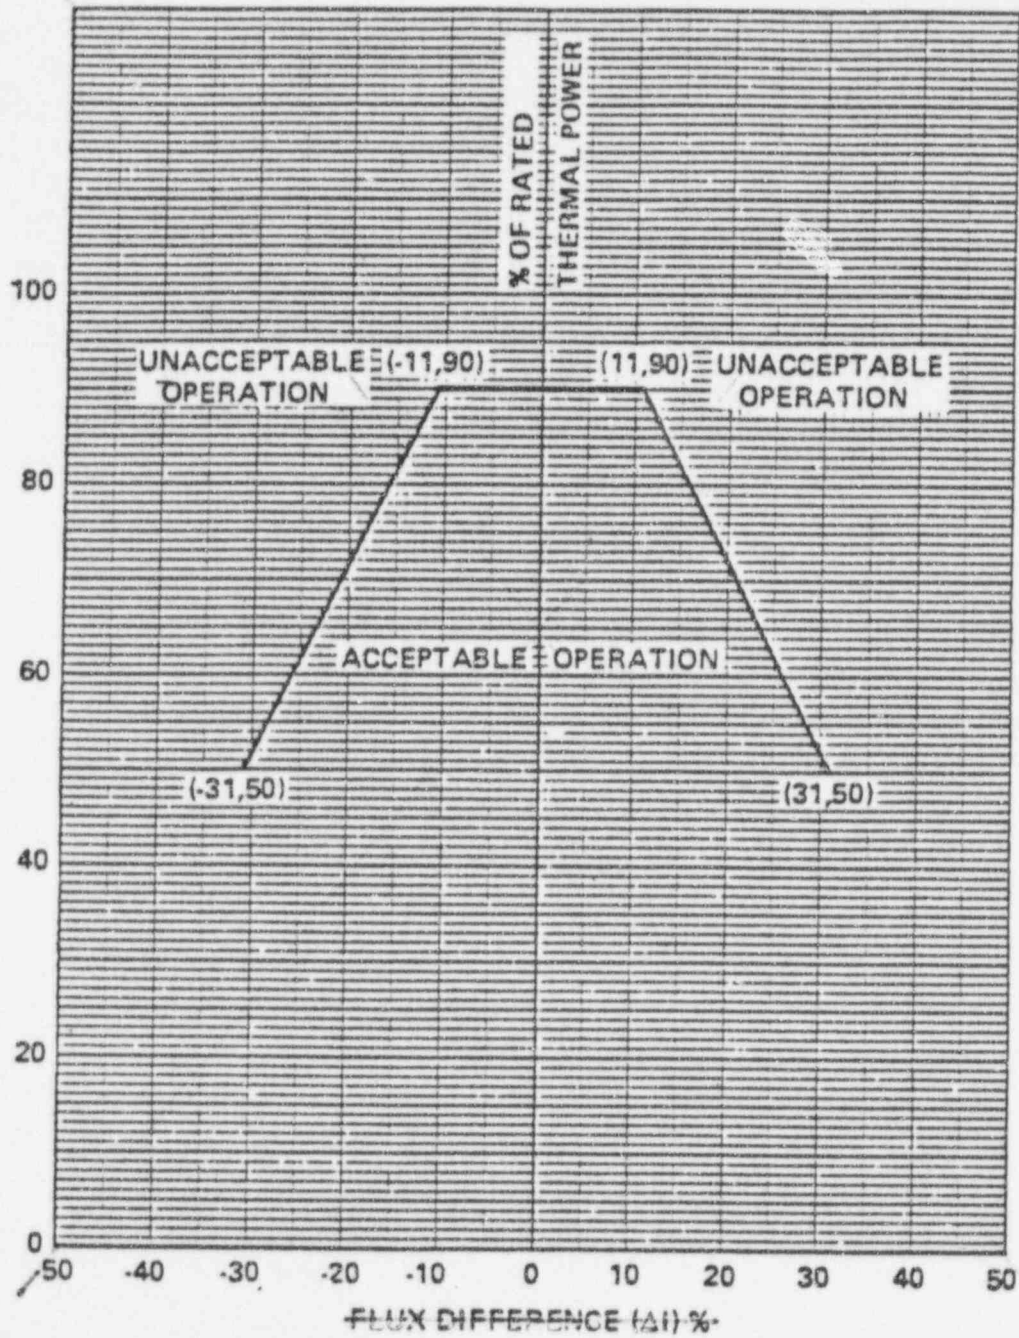 % OF RATED
THERMAL POWER
100
UNACCEPTABLE
OPERATION
(-11,90)
(11,90)
UNACCEPTABLE
OPERATION
80
60
ACCEPTABLE OPERATION
(-31,50)
(31,50)
40
20
0
-50 -40 -30 -20 -10 0 10 20 30 40 50
FLUX DIFFERENCE (ΔI) %